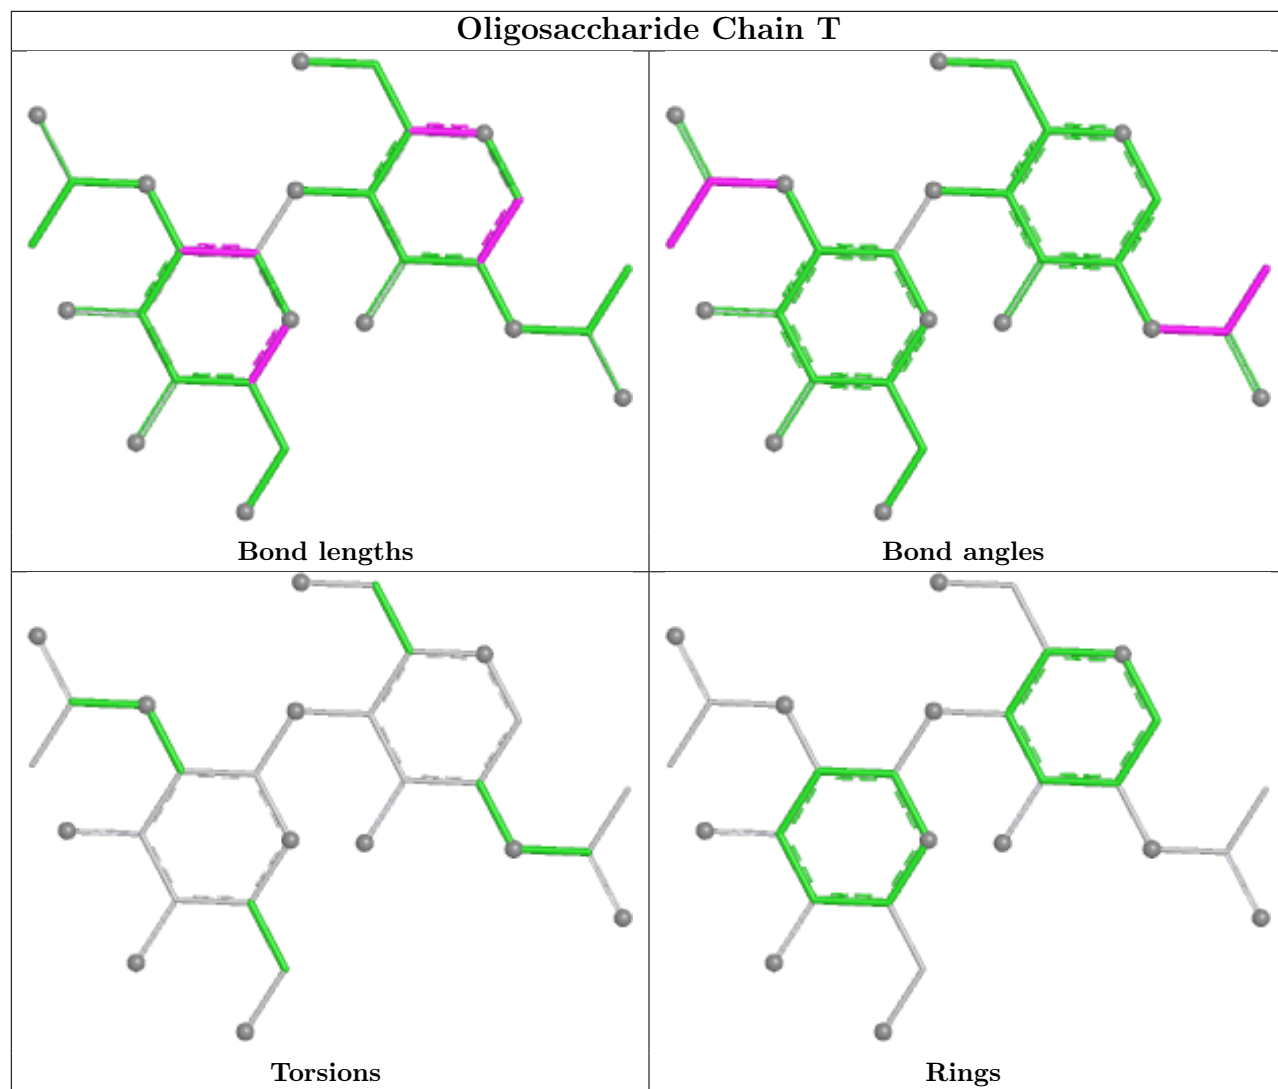 Oligosaccharide Chain T
Bond lengths
Bond angles
Torsions
Rings